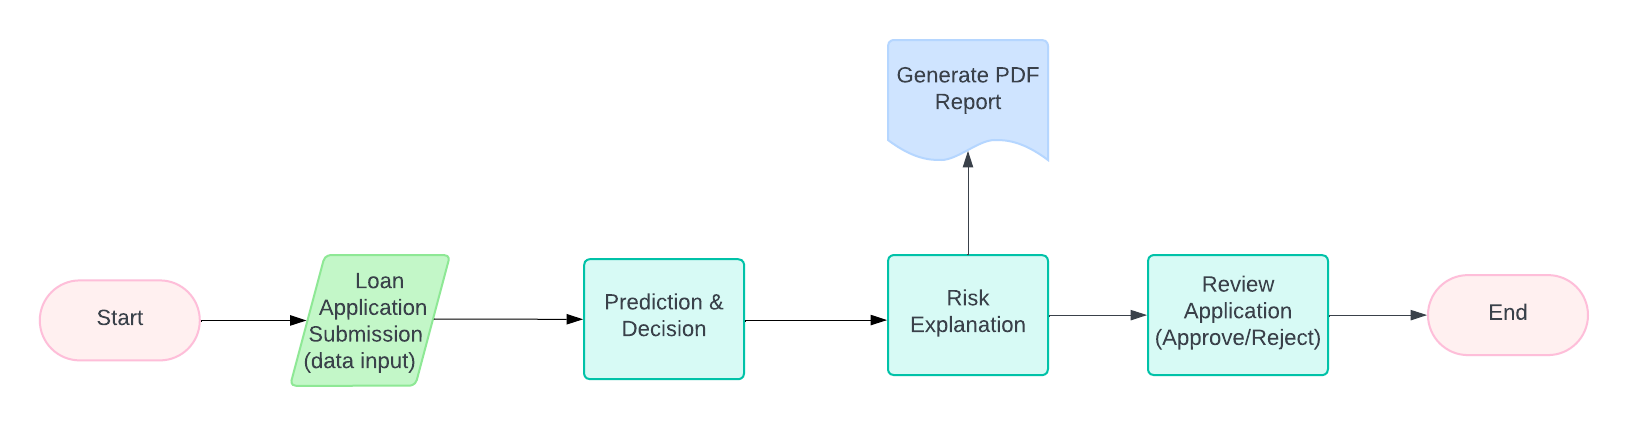 Generate PDF
Report
Start
Loan
Application
Submission
(data input)
Prediction &
Decision
Risk
Explanation
Review
Application
(Approve/Reject)
End